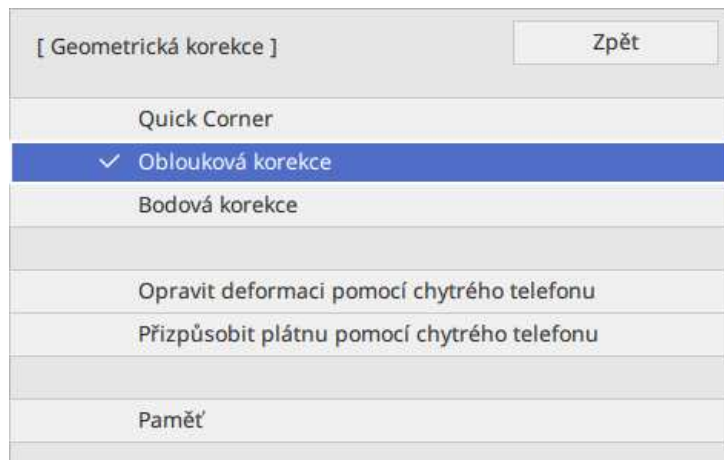 [ Geometrická korekce ]
Zpět
Quick Corner
Oblouková korekce
Bodová korekce
Opravit deformaci pomocí chytrého telefonu
Přizpůsobit plátnu pomocí chytrého telefonu
Paměť